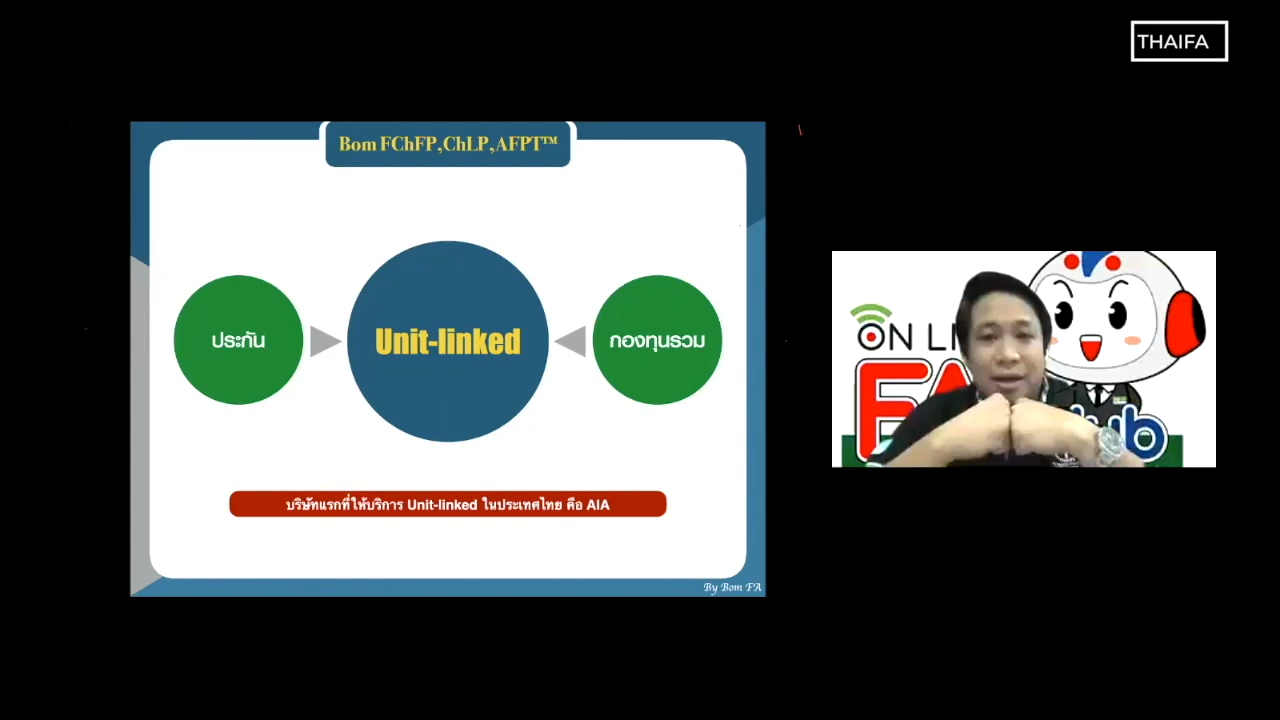 THAIFA
Bom FChFP,ChLP,AFPT™
ประกัน
Unit-linked
กองทุนรวม
บริษัทแรกที่ให้บริการ Unit-linked ในประเทศไทย คือ AIA
By Bom FA
ON LI
FA